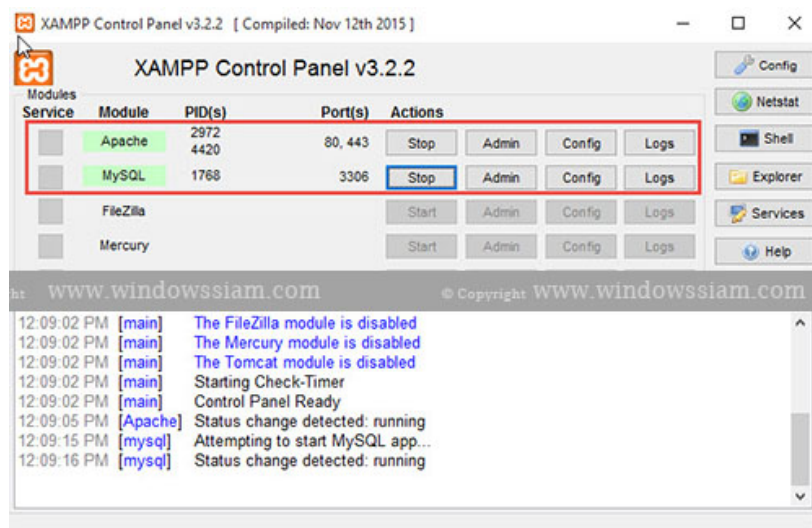 XAMPP Control Panel v3.2.2 [ Compiled: Nov 12th 2015 ]
XAMPP Control Panel v3.2.2
Config
Modules
Service Module PID(s) Port(s) Actions
Netstat
Apache 2972 4420 80, 443 Stop Admin Config Logs
Shell
MySQL 1768 3306 Stop Admin Config Logs
Explorer
FileZilla Start Admin Config Logs
Services
Mercury Start Admin Config Logs
Help
ht www.windowssiam.com © Copyright www.windowssiam.com
12:09:02 PM [main] The FileZilla module is disabled
12:09:02 PM [main] The Mercury module is disabled
12:09:02 PM [main] The Tomcat module is disabled
12:09:02 PM [main] Starting Check-Timer
12:09:02 PM [main] Control Panel Ready
12:09:05 PM [Apache] Status change detected: running
12:09:15 PM [mysql] Attempting to start MySQL app...
12:09:16 PM [mysql] Status change detected: running